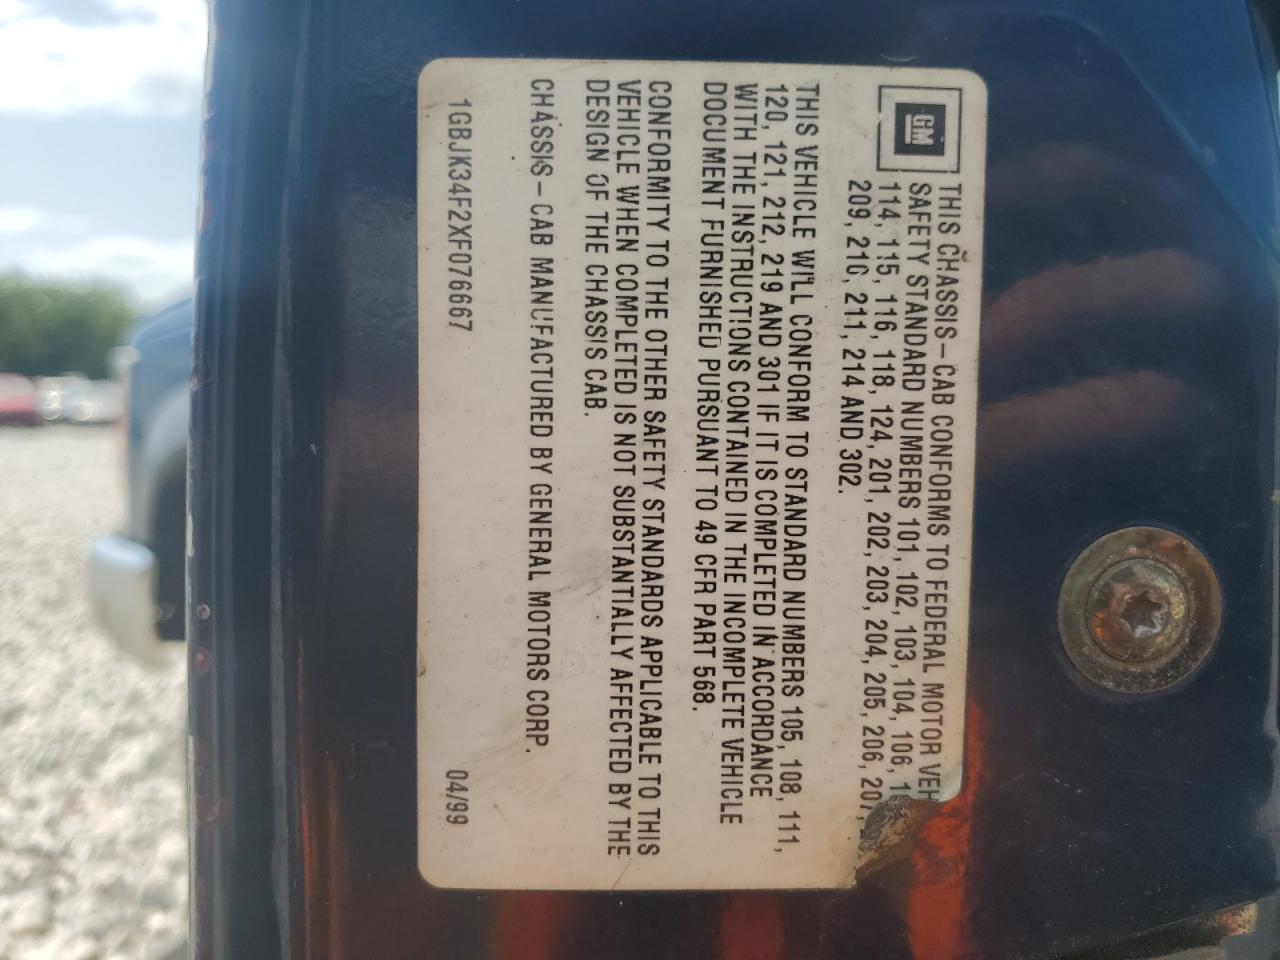 GM
THIS CHASSIS-CAB CONFORMS TO FEDERAL MOTOR
SAFETY STANDARD NUMBERS 101, 102, 103, 104, 106,
114, 115, 116, 118, 124, 201, 202, 203, 204, 205, 206, 207,
209, 210, 211, 214 AND 302.
THIS VEHICLE WILL CONFORM TO STANDARD NUMBERS 105, 108, 111,
120, 121, 212, 219 AND 301 IF IT IS COMPLETED IN ACCORDANCE
WITH THE INSTRUCTIONS CONTAINED IN THE INCOMPLETE VEHICLE
DOCUMENT FURNISHED PURSUANT TO 49 CFR PART 568.
CONFORMITY TO THE OTHER SAFETY STANDARDS APPLICABLE TO THIS
VEHICLE WHEN COMPLETED IS NOT SUBSTANTIALLY AFFECTED BY THE
DESIGN OF THE CHASSIS CAB.
CHASSIS-CAB MANUFACTURED BY GENERAL MOTORS CORP.
1GBJK34F2XF076667 04/99